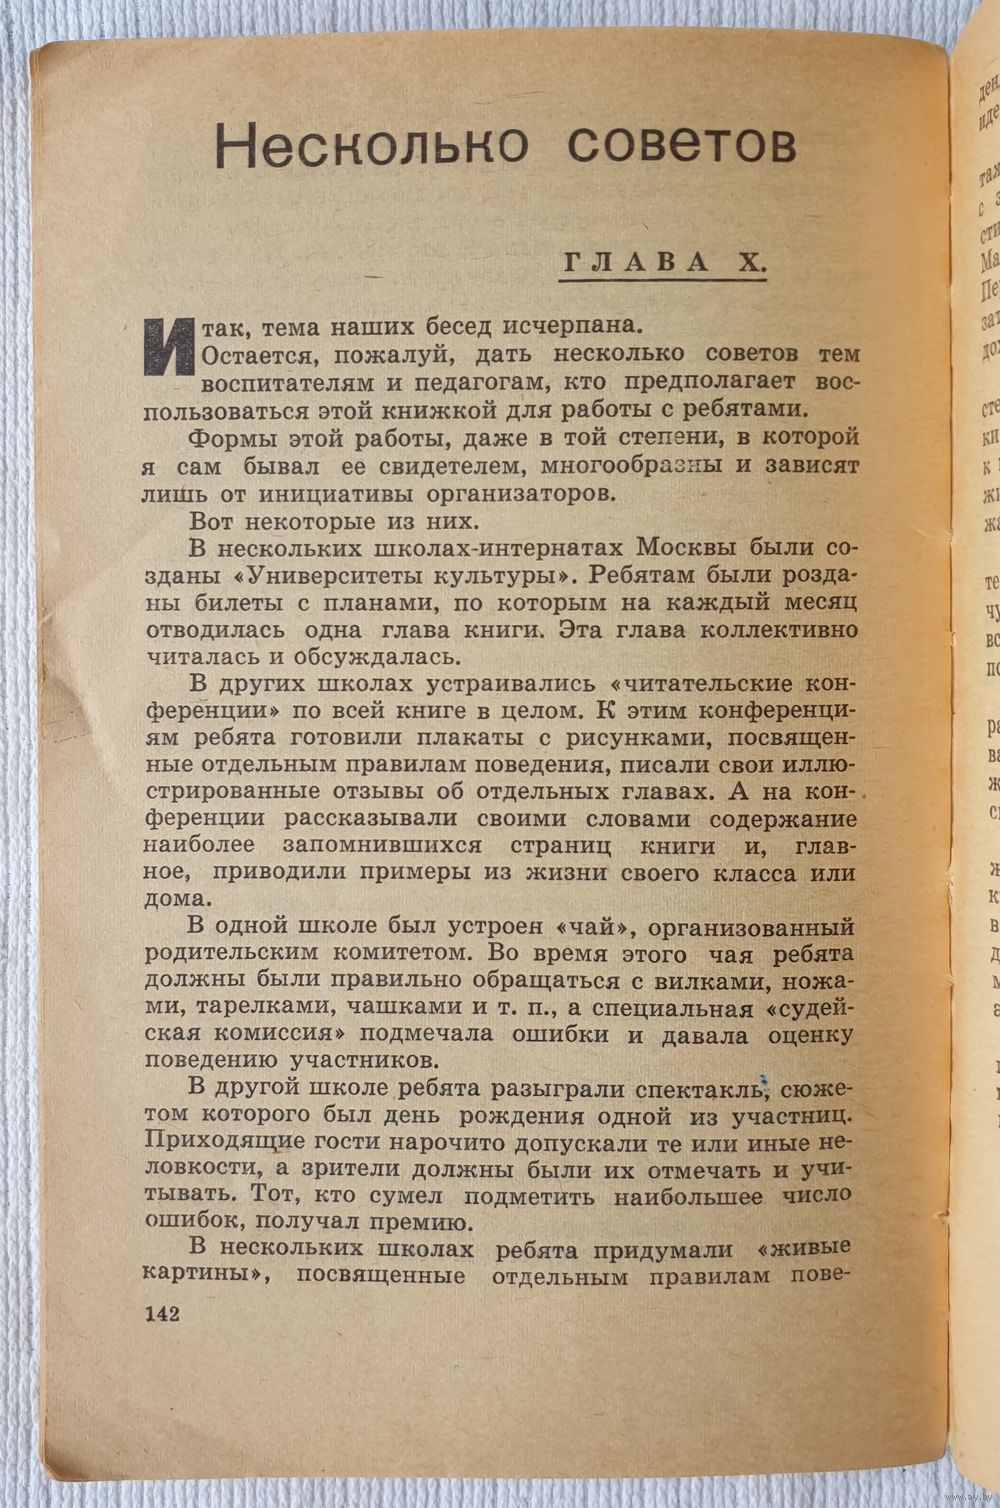 Несколько советов
ГЛАВА X.
Итак, тема наших бесед исчерпана.
Остается, пожалуй, дать несколько советов тем
воспитателям и педагогам, кто предполагает вос-
пользоваться этой книжкой для работы с ребятами.
Формы этой работы, даже в той степени, в которой
я сам бывал ее свидетелем, многообразны и зависят
лишь от инициативы организаторов.
Вот некоторые из них.
В нескольких школах-интернатах Москвы были со-
зданы «Университеты культуры». Ребятам были розда-
ны билеты с планами, по которым на каждый месяц
отводилась одна глава книги. Эта глава коллективно
читалась и обсуждалась.
В других школах устраивались «читательские кон-
ференции» по всей книге в целом. К этим конференци-
ям ребята готовили плакаты с рисунками, посвящен-
ные отдельным правилам поведения, писали свои иллю-
стрированные отзывы об отдельных главах. А на кон-
ференции рассказывали своими словами содержание
наиболее запомнившихся страниц книги и, глав-
ное, приводили примеры из жизни своего класса или
дома.
В одной школе был устроен «чай», организованный
родительским комитетом. Во время этого чая ребята
должны были правильно обращаться с вилками, ножа-
ми, тарелками, чашками и т. п., а специальная «судей-
ская комиссия» подмечала ошибки и давала оценку
поведению участников.
В другой школе ребята разыграли спектакль, сюже-
том которого был день рождения одной из участниц.
Приходящие гости нарочито допускали те или иные не-
ловкости, а зрители должны были их отмечать и учи-
тывать. Тот, кто сумел подметить наибольшее число
ошибок, получал премию.
В нескольких школах ребята придумали «живые
картины», посвященные отдельным правилам пове-
142
www.ay.by